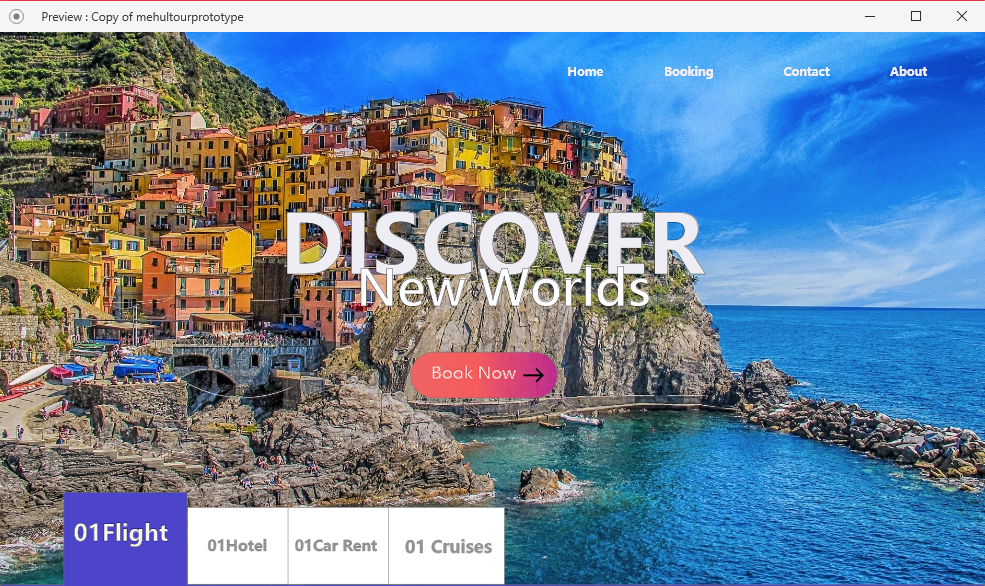 Preview : Copy of mehultourprototype
Home Booking Contact About
DISCOVER
New Worlds
Book Now
01Flight
01Hotel
01Car Rent
01 Cruises